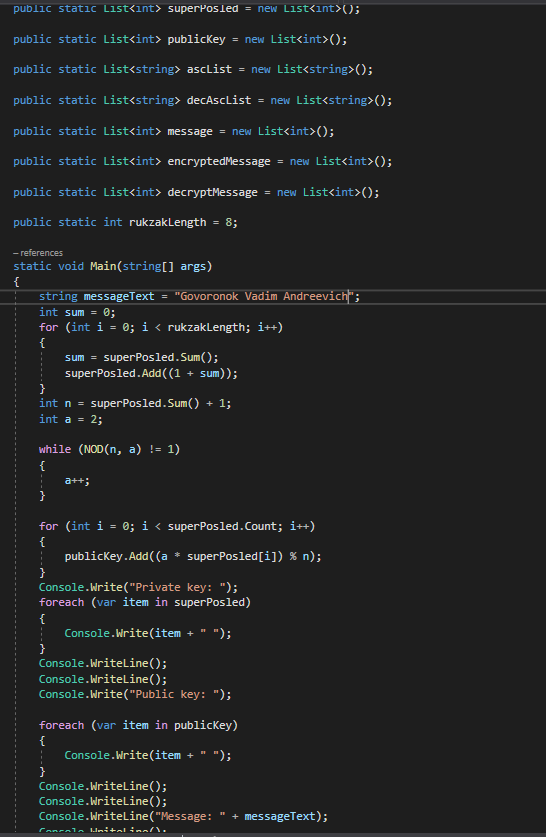 public static List<int> superPosled = new List<int>();
public static List<int> publicKey = new List<int>();
public static List<string> ascList = new List<string>();
public static List<string> decAscList = new List<string>();
public static List<int> message = new List<int>();
public static List<int> encryptedMessage = new List<int>();
public static List<int> decryptMessage = new List<int>();
public static int rukzakLength = 8;
– references
static void Main(string[] args)
{
string messageText = "Govoronok Vadim Andreevich";
int sum = 0;
for (int i = 0; i < rukzakLength; i++)
{
sum = superPosled.Sum();
superPosled.Add((1 + sum));
}
int n = superPosled.Sum() + 1;
int a = 2;
while (NOD(n, a) != 1)
{
a++;
}
for (int i = 0; i < superPosled.Count; i++)
{
publicKey.Add((a * superPosled[i]) % n);
}
Console.Write("Private key: ");
foreach (var item in superPosled)
{
Console.Write(item + " ");
}
Console.WriteLine();
Console.WriteLine();
Console.Write("Public key: ");
foreach (var item in publicKey)
{
Console.Write(item + " ");
}
Console.WriteLine();
Console.WriteLine();
Console.WriteLine("Message: " + messageText);
Console.WriteLine();